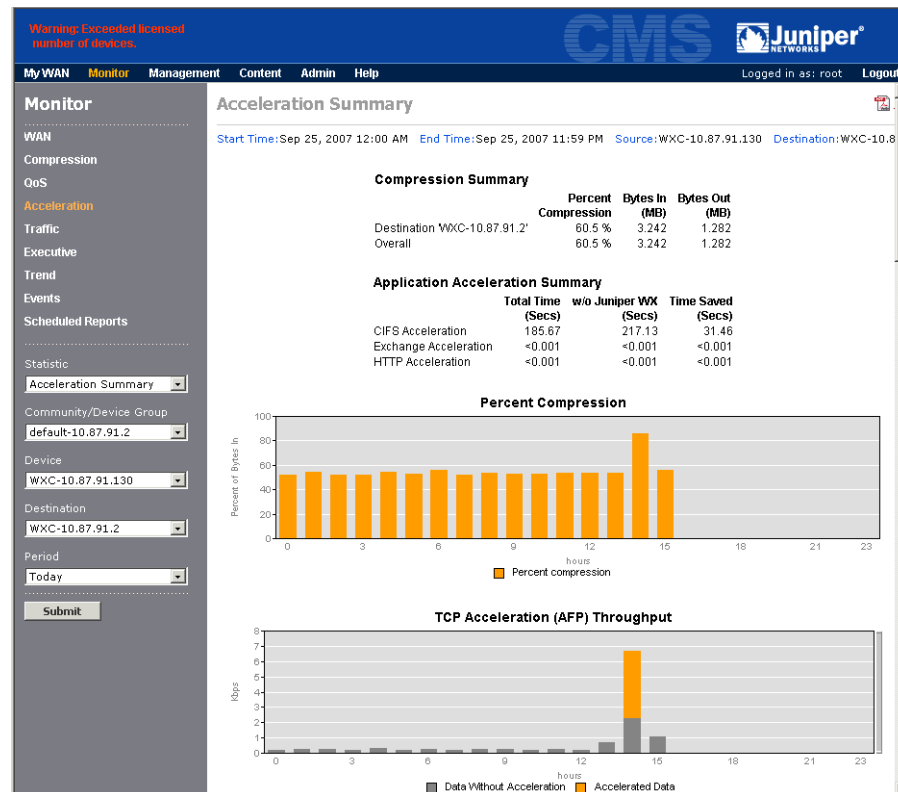 Warning: Exceeded licensed
number of devices.
CMS
Juniper®
NETWORKS
My WAN Monitor Management Content Admin Help Logged in as: root Logout
Monitor
WAN
Compression
QoS
Acceleration
Traffic
Executive
Trend
Events
Scheduled Reports
Statistic
Acceleration Summary
Community/Device Group
default-10.87.91.2
Device
WXC-10.87.91.130
Destination
WXC-10.87.91.2
Period
Today
Submit
Acceleration Summary
Start Time: Sep 25, 2007 12:00 AM End Time: Sep 25, 2007 11:59 PM Source: WXC-10.87.91.130 Destination: WXC-10.8
Compression Summary
Percent Bytes In Bytes Out
Compression (MB) (MB)
Destination 'WXC-10.87.91.2' 60.5 % 3.242 1.282
Overall 60.5 % 3.242 1.282
Application Acceleration Summary
Total Time w/o Juniper WX Time Saved
(Secs) (Secs) (Secs)
CIFS Acceleration 185.67 217.13 31.46
Exchange Acceleration <0.001 <0.001 <0.001
HTTP Acceleration <0.001 <0.001 <0.001
Percent Compression
Percent of Bytes In
100
80
60
40
20
0
0 3 6 9 12 15 18 21 23
hours
Percent compression
TCP Acceleration (AFP) Throughput
Kbps
8
7
6
5
4
3
2
1
0
0 3 6 9 12 15 18 21 23
hours
Data Without Acceleration Accelerated Data